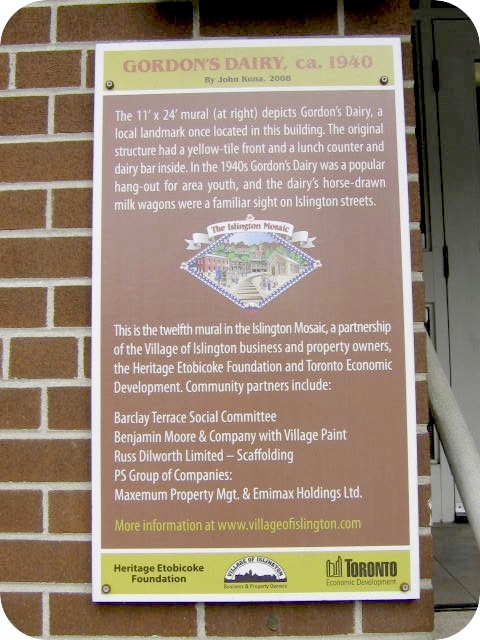 GORDON'S DAIRY, ca. 1940
By John Kuna, 2008
The 11' x 24' mural (at right) depicts Gordon's Dairy, a
local landmark once located in this building. The original
structure had a yellow-tile front and a lunch counter and
dairy bar inside. In the 1940s Gordon's Dairy was a popular
hang-out for area youth, and the dairy's horse-drawn
milk wagons were a familiar sight on Islington streets.
The Islington Mosaic
This is the twelfth mural in the Islington Mosaic, a partnership
of the Village of Islington business and property owners,
the Heritage Etobicoke Foundation and Toronto Economic
Development. Community partners include:
Barclay Terrace Social Committee
Benjamin Moore & Company with Village Paint
Russ Dilworth Limited – Scaffolding
PS Group of Companies:
Maxemum Property Mgt. & Emimax Holdings Ltd.
More information at www.villageofislington.com
Heritage Etobicoke
Foundation
VILLAGE OF ISLINGTON
Business & Property Owners
TORONTO
Economic Development